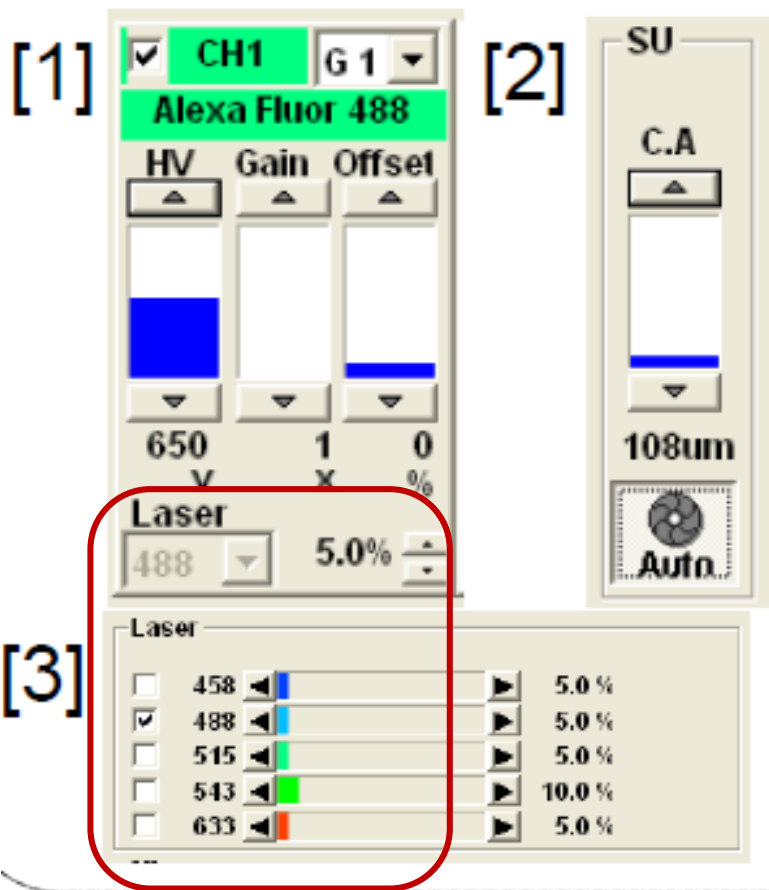 [1]
CH1 G 1
Alexa Fluor 488
HV Gain Offset
650 1 0
V X %
Laser
488 5.0%
[2]
SU
C.A
108um
Auto
[3]
Laser
458 5.0 %
488 5.0 %
515 5.0 %
543 10.0 %
633 5.0 %